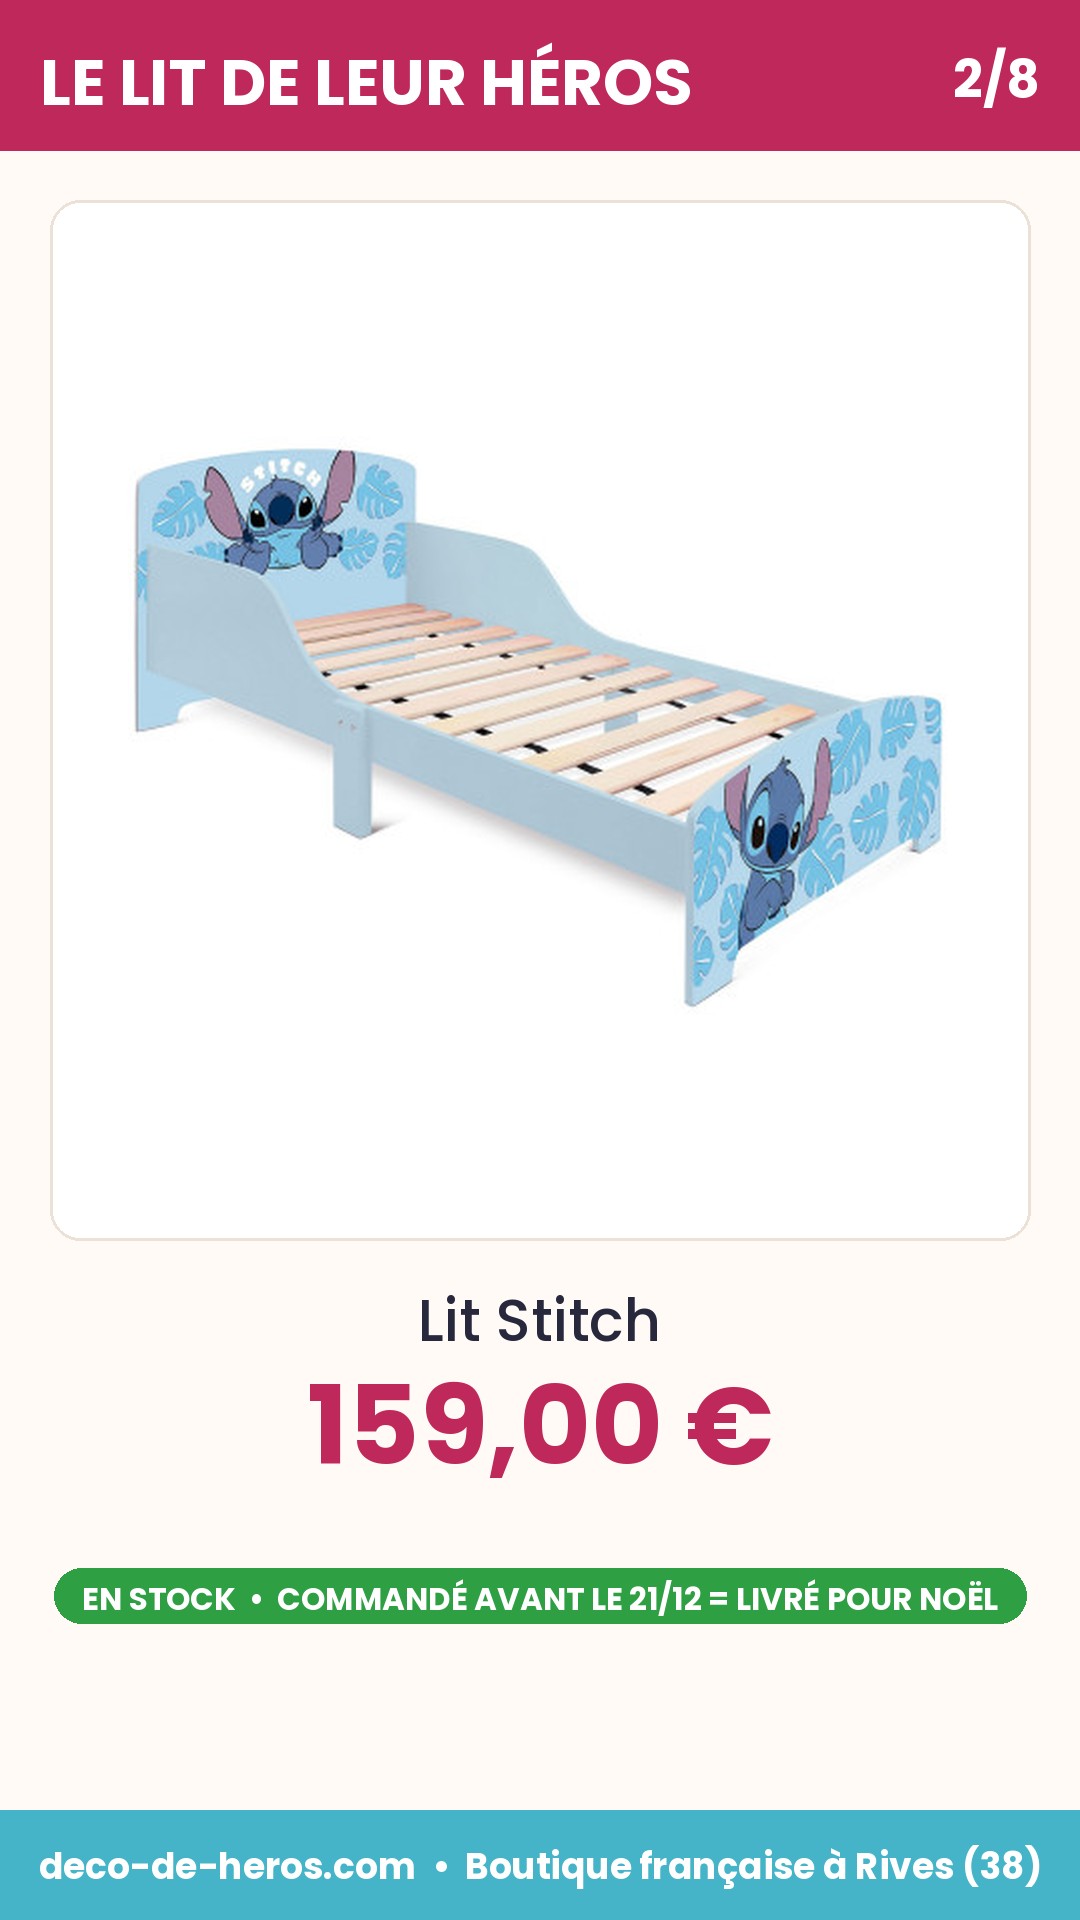 LE LIT DE LEUR HÉROS
2/8
STITCH
Lit Stitch
159,00 €
EN STOCK • COMMANDÉ AVANT LE 21/12 = LIVRÉ POUR NOËL
deco-de-heros.com • Boutique française à Rives (38)